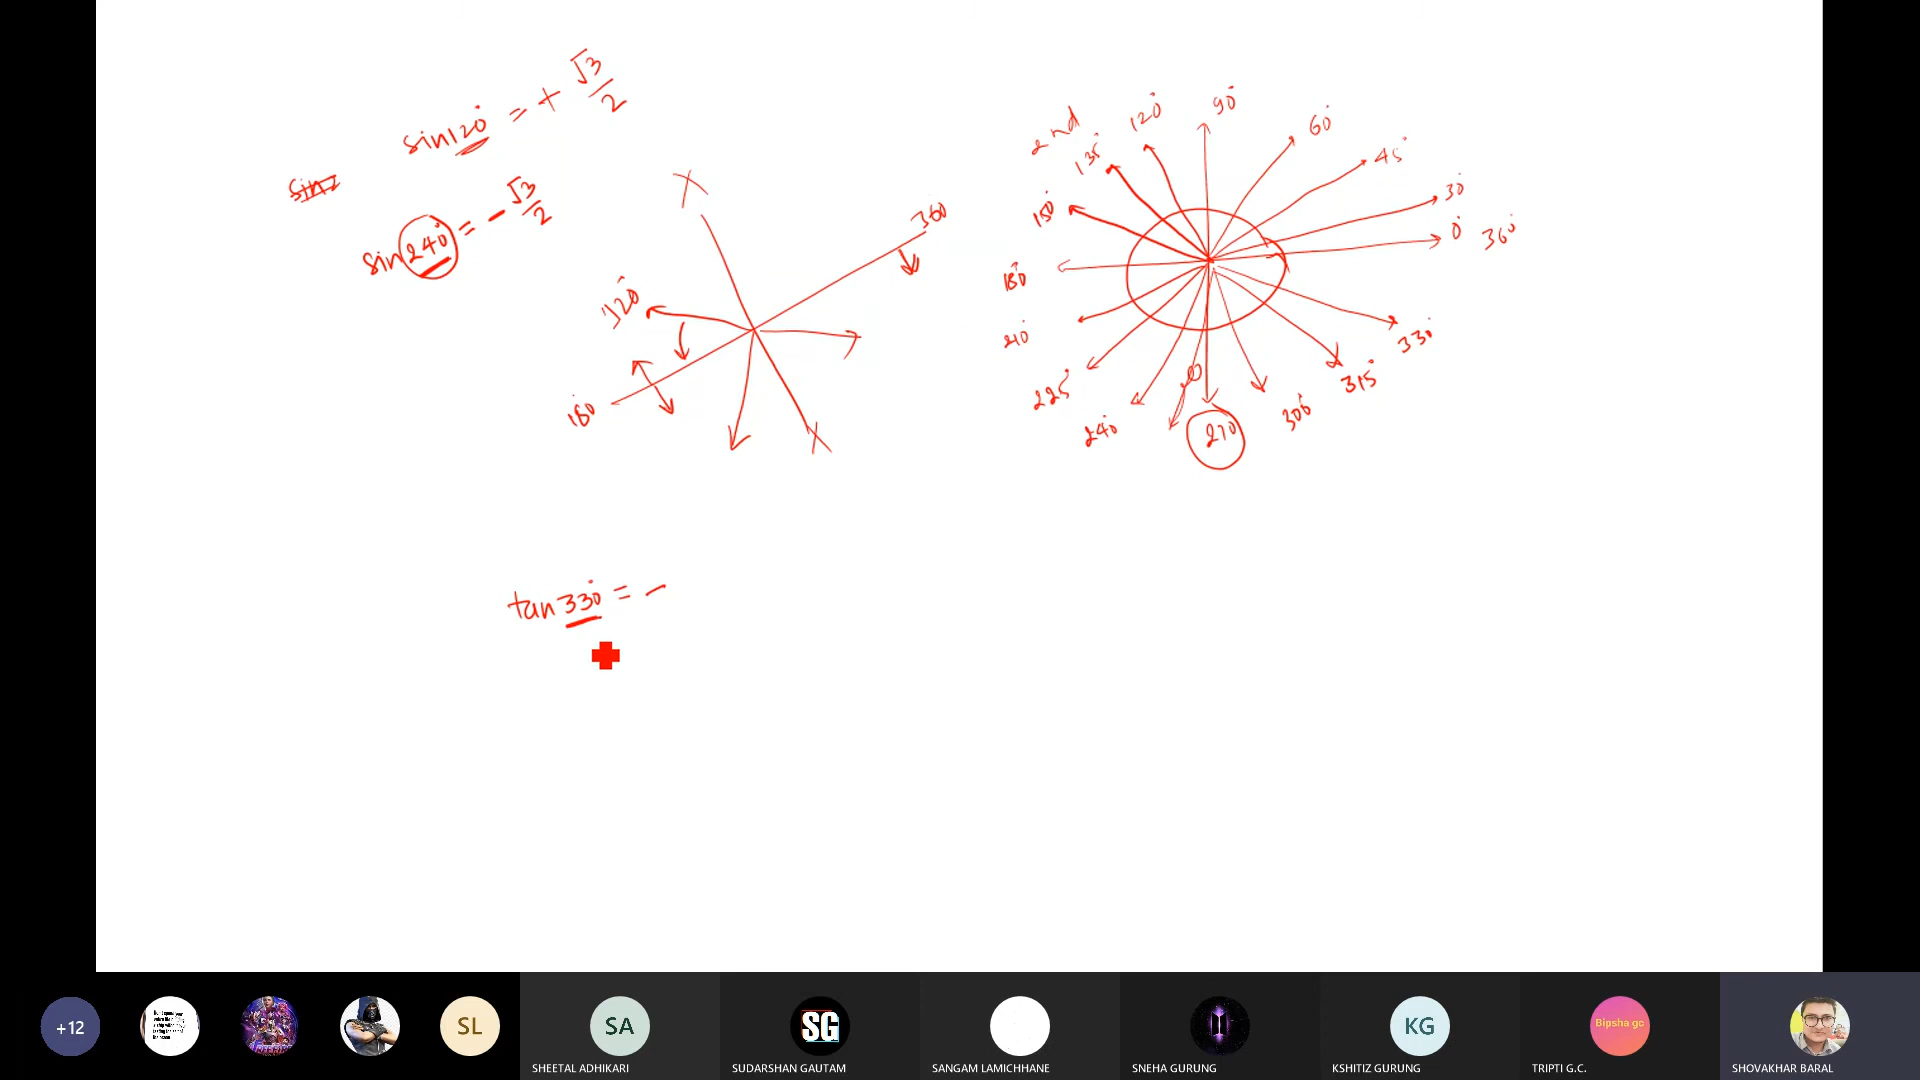 sin120° = + √3/2
sin240° = - √3/2
120°
180
360
2nd
135°
120°
90°
60°
45°
30°
0° 360°
150°
180°
210
225°
240
270
300
315°
330
tan330° = -
+12
SL
SA
SG
KG
Bipsha gc
SHEETAL ADHIKARI
SUDARSHAN GAUTAM
SANGAM LAMICHHANE
SNEHA GURUNG
KSHITIZ GURUNG
TRIPTI G.C.
SHOVAKHAR BARAL